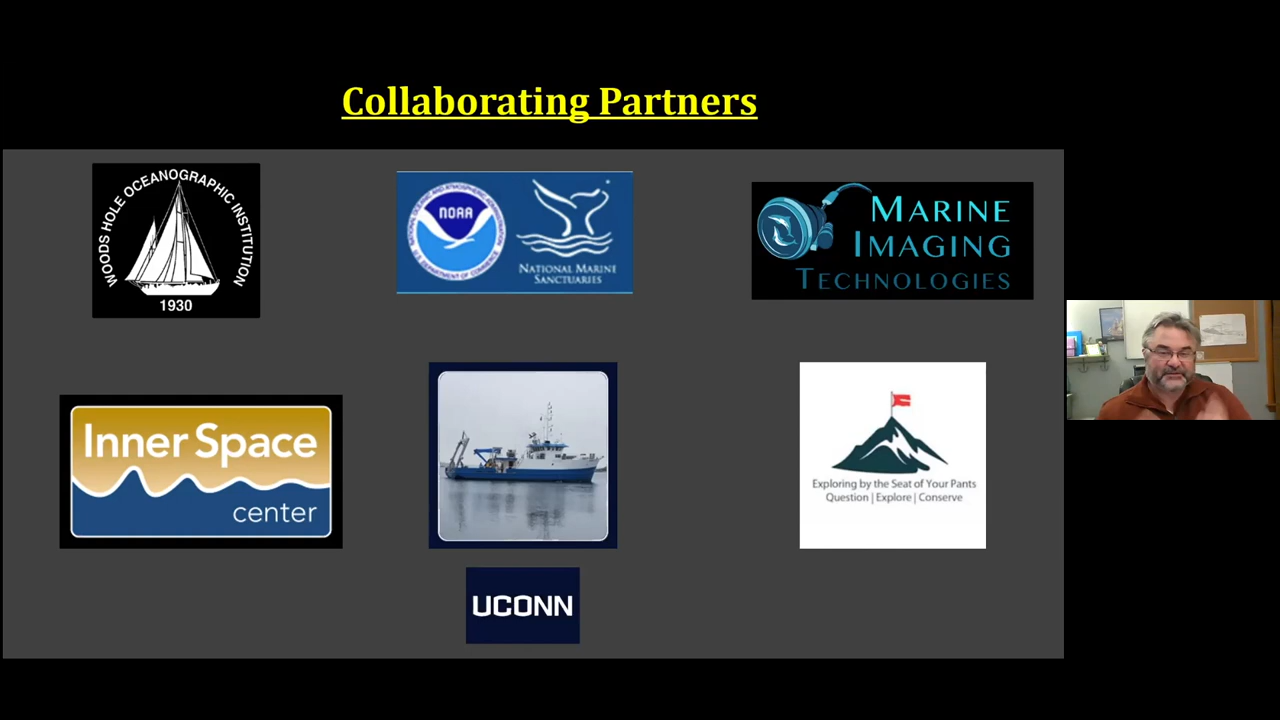 Collaborating Partners
WOODS HOLE OCEANOGRAPHIC INSTITUTION
1930
NOAA
NATIONAL OCEANIC AND ATMOSPHERIC ADMINISTRATION
U.S. DEPARTMENT OF COMMERCE
NATIONAL MARINE
SANCTUARIES
MARINE
IMAGING
TECHNOLOGIES
Inner Space
center
Exploring by the Seat of Your Pants
Question | Explore | Conserve
UCONN